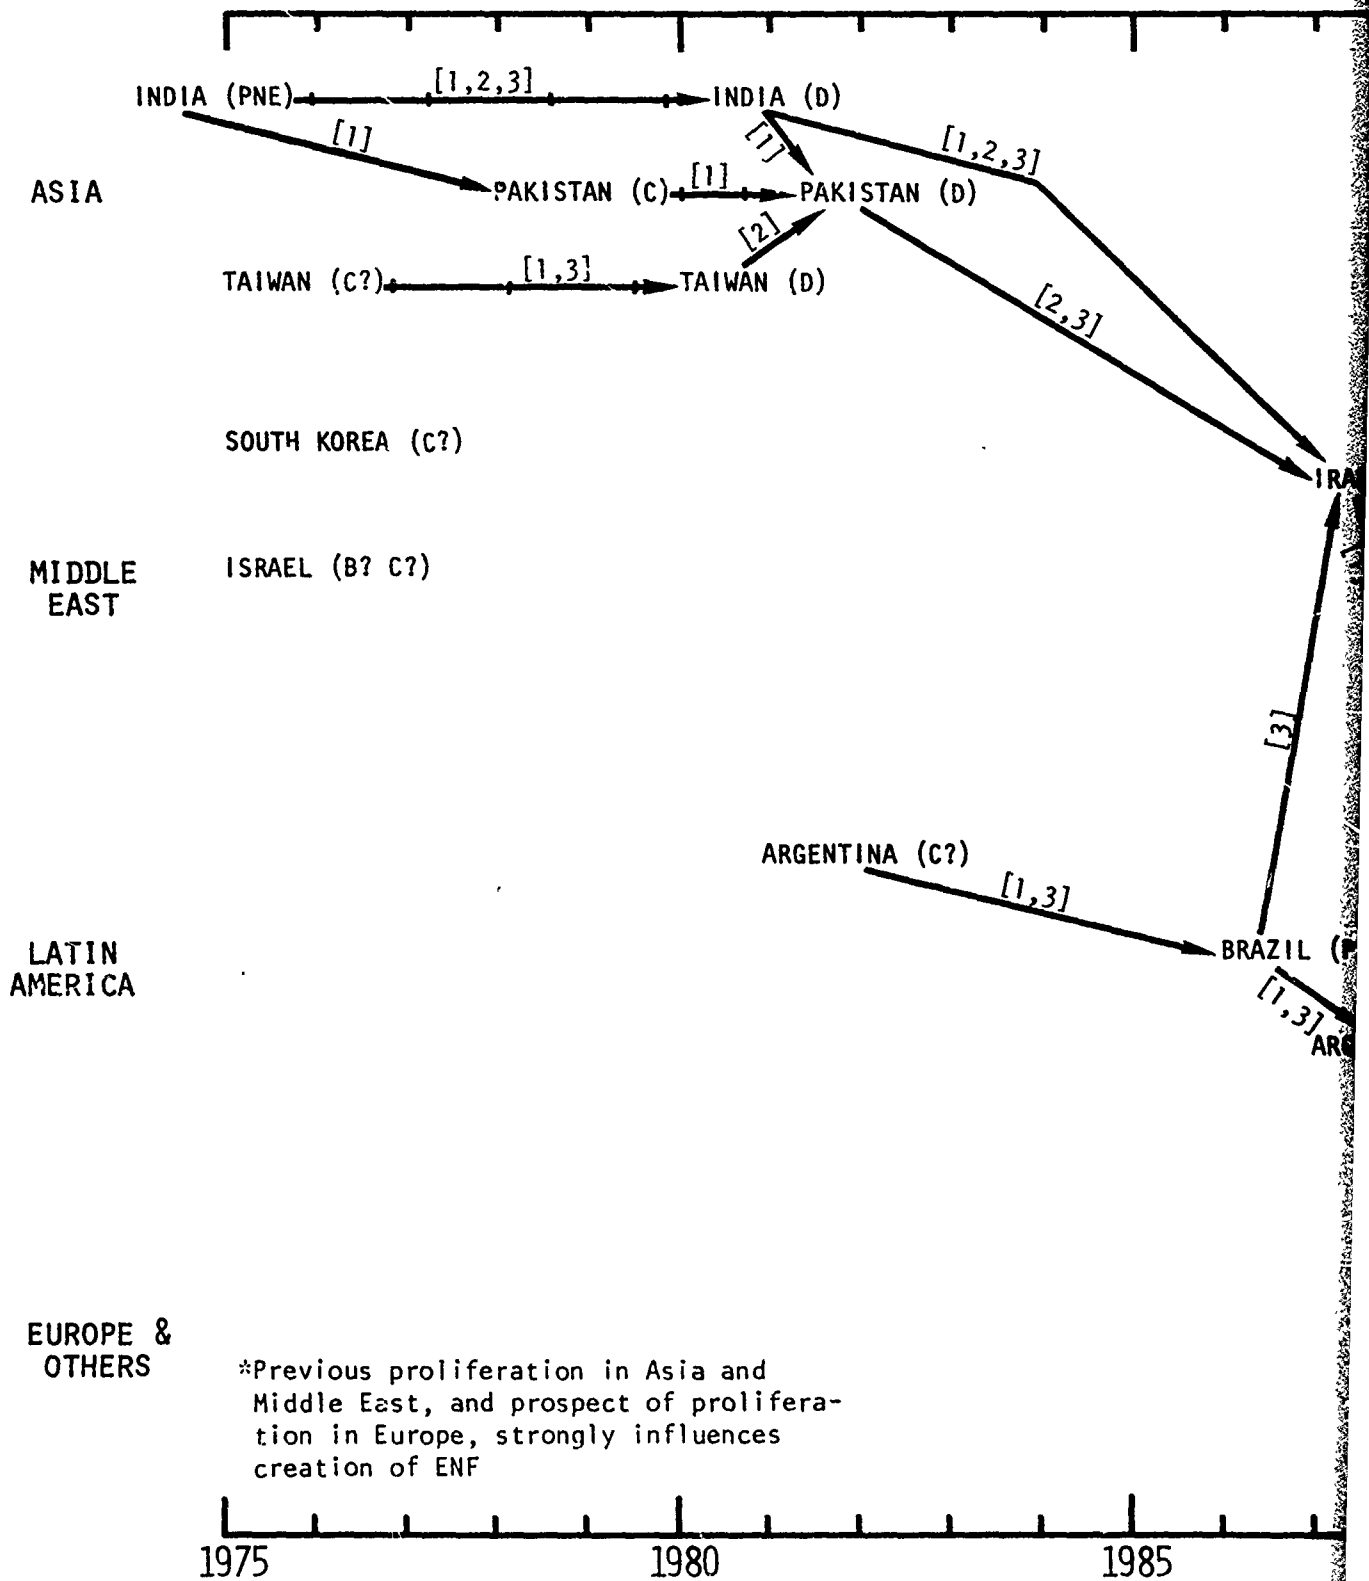 [1,2,3]
INDIA (PNE) INDIA (D)
[1] [1] [1,2,3]
ASIA PAKISTAN (C) [1] PAKISTAN (D)
[2]
TAIWAN (C?) [1,3] TAIWAN (D)
[2,3]
SOUTH KOREA (C?)
IRA
MIDDLE
EAST
ISRAEL (B? C?)
[3]
ARGENTINA (C?)
[1,3]
LATIN
AMERICA
BRAZIL (P
[1,3]
ARG
EUROPE &
OTHERS
*Previous proliferation in Asia and
Middle East, and prospect of prolifera-
tion in Europe, strongly influences
creation of ENF
1975 1980 1985